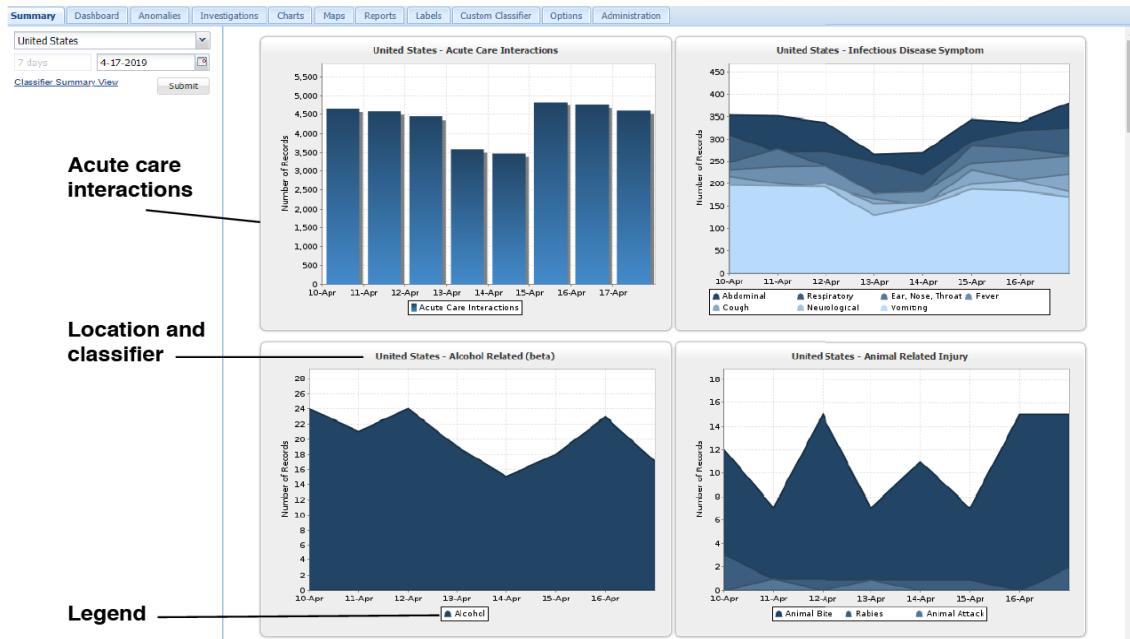 Summary Dashboard Anomalies Investigations Charts Maps Reports Labels Custom Classifier Options Administration
United States
7 days 4-17-2019
Classifier Summary View Submit
Acute care
interactions
Location and
classifier
Legend
United States - Acute Care Interactions
Number of Records
5,500
5,000
4,500
4,000
3,500
3,000
2,500
2,000
1,500
1,000
500
0
10-Apr 11-Apr 12-Apr 13-Apr 14-Apr 15-Apr 16-Apr 17-Apr
Acute Care Interactions
United States - Infectious Disease Symptom
Number of Records
450
400
350
300
250
200
150
100
50
0
10-Apr 11-Apr 12-Apr 13-Apr 14-Apr 15-Apr 16-Apr
Abdominal Respiratory Ear, Nose, Throat Fever
Cough Neurological Vomiting
United States - Alcohol Related (beta)
Number of Records
28
26
24
22
20
18
16
14
12
10
8
6
4
2
0
10-Apr 11-Apr 12-Apr 13-Apr 14-Apr 15-Apr 16-Apr
Alcohol
United States - Animal Related Injury
Number of Records
18
16
14
12
10
8
6
4
2
0
10-Apr 11-Apr 12-Apr 13-Apr 14-Apr 15-Apr 16-Apr
Animal Bite Rabies Animal Attack